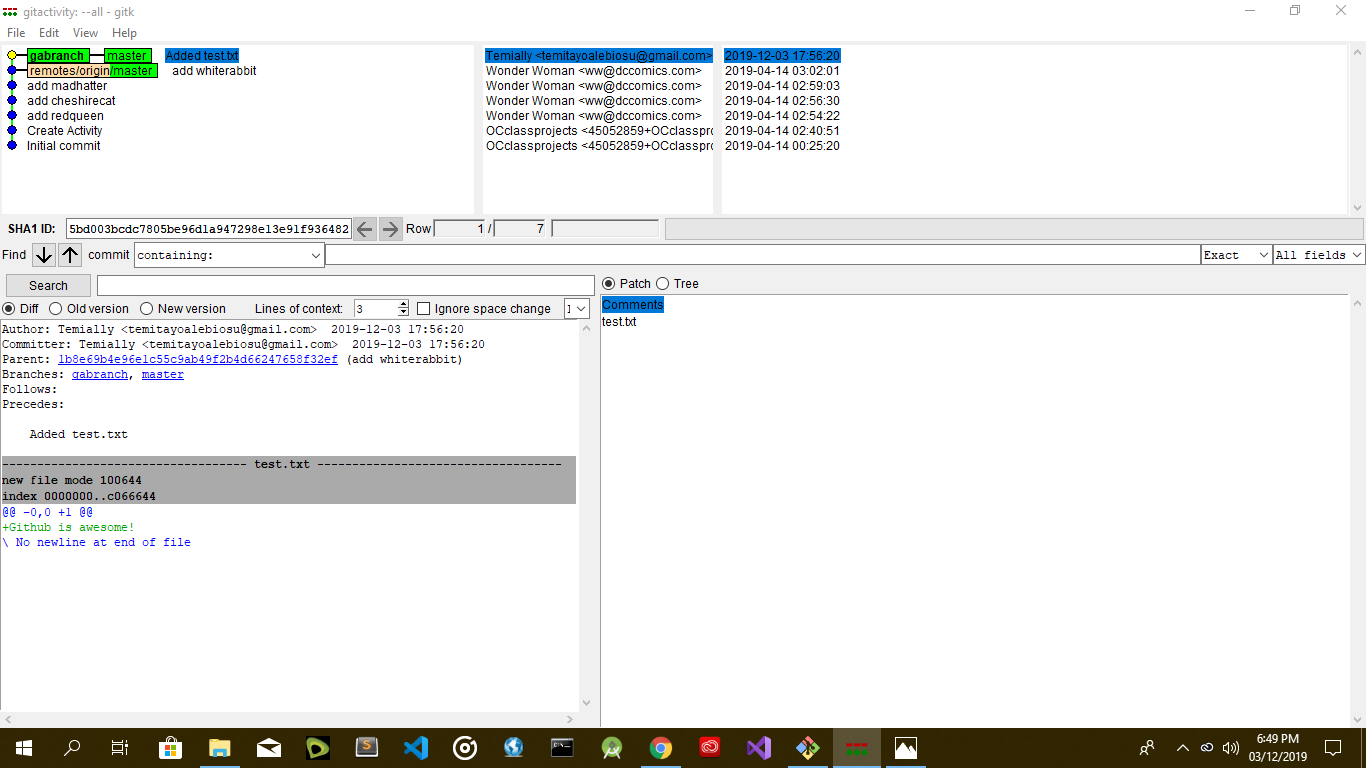 gitactivity: --all - gitk
File Edit View Help
gabranch master Added test.txt Temially <temitayoalebiosu@gmail.com> 2019-12-03 17:56:20
remotes/origin/master add whiterabbit Wonder Woman <ww@dccomics.com> 2019-04-14 03:02:01
add madhatter Wonder Woman <ww@dccomics.com> 2019-04-14 02:59:03
add cheshirecat Wonder Woman <ww@dccomics.com> 2019-04-14 02:56:30
add redqueen Wonder Woman <ww@dccomics.com> 2019-04-14 02:54:22
Create Activity OCclassprojects <45052859+OCclasspro 2019-04-14 02:40:51
Initial commit OCclassprojects <45052859+OCclasspro 2019-04-14 00:25:20
SHA1 ID: 5bd003bcdc7805be96d1a947298e13e91f936482 Row 1 / 7
Find commit containing: Exact All fields
Search
Patch Tree
Diff Old version New version Lines of context: 3 Ignore space change
Comments
test.txt
Author: Temially <temitayoalebiosu@gmail.com> 2019-12-03 17:56:20
Committer: Temially <temitayoalebiosu@gmail.com> 2019-12-03 17:56:20
Parent: 1b8e69b4e96e1c55c9ab49f2b4d66247658f32ef (add whiterabbit)
Branches: gabranch, master
Follows:
Precedes:
Added test.txt
----------------------------------- test.txt -----------------------------------
new file mode 100644
index 0000000..c066644
@@ -0,0 +1 @@
+Github is awesome!
\ No newline at end of file
6:49 PM
03/12/2019